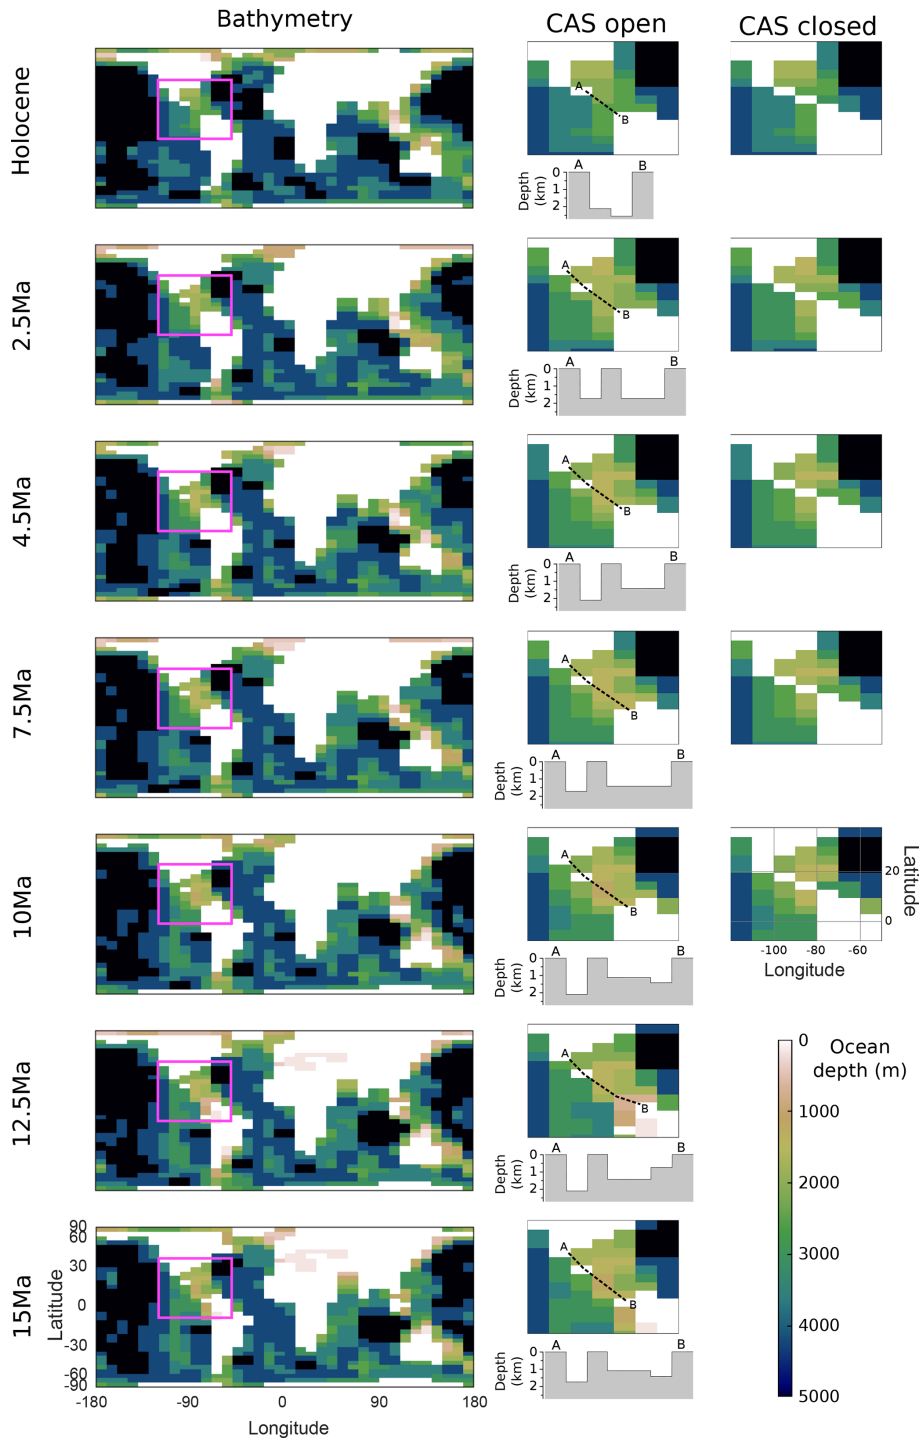 Bathymetry
CAS open
CAS closed
Holocene
A
B
A
B
Depth
(km)
0
1
2
2.5Ma
A
B
A
B
Depth
(km)
0
1
2
4.5Ma
A
B
A
B
Depth
(km)
0
1
2
7.5Ma
A
B
A
B
Depth
(km)
0
1
2
10Ma
A
B
20
0
Latitude
-100
-80
-60
Longitude
A
B
Depth
(km)
0
1
2
12.5Ma
A
B
A
B
Depth
(km)
0
1
2
0
1000
2000
3000
4000
5000
Ocean
depth (m)
15Ma
Latitude
90
60
30
0
-30
-60
-90
-180
-90
0
90
180
Longitude
A
B
A
B
Depth
(km)
0
1
2